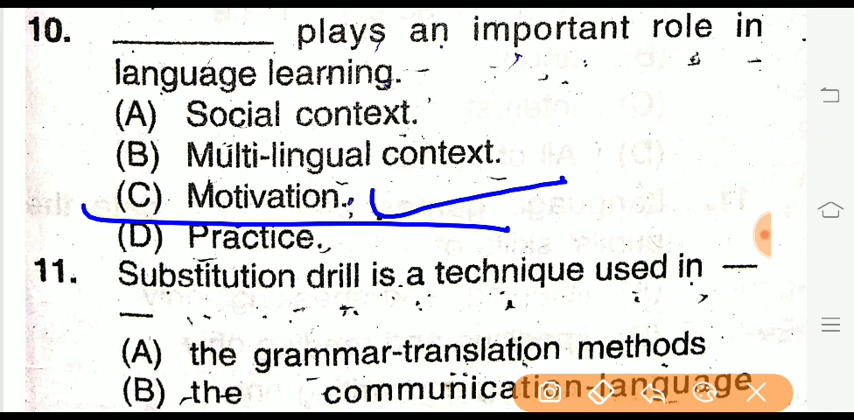 10. __________ plays an important role in
language learning.
(A) Social context.
(B) Multi-lingual context.
(C) Motivation.
(D) Practice.
11. Substitution drill is a technique used in —
—
(A) the grammar-translation methods
(B) the communication-language